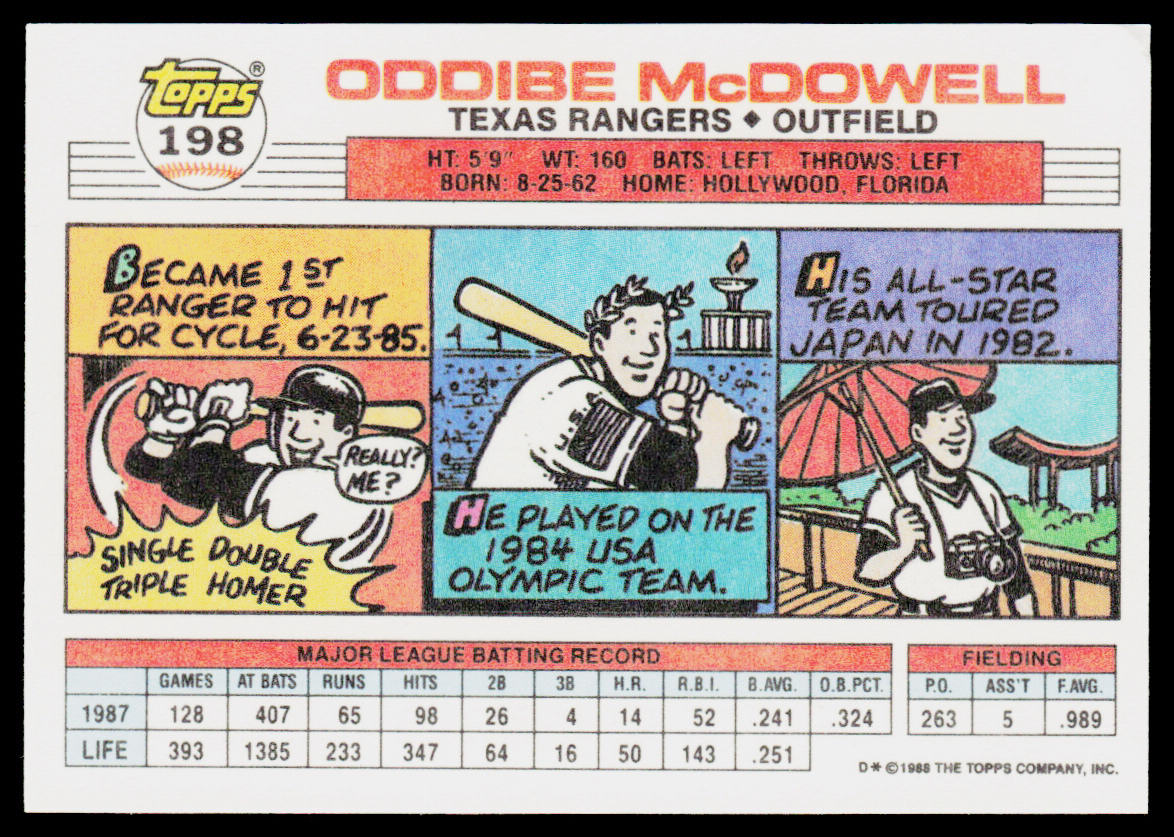 Topps®
198
ODDIBE McDOWELL
TEXAS RANGERS ♦ OUTFIELD
HT: 5'9" WT: 160 BATS: LEFT THROWS: LEFT
BORN: 8-25-62 HOME: HOLLYWOOD, FLORIDA
BECAME 1ST
RANGER TO HIT
FOR CYCLE, 6-23-85.
REALLY?
ME?
SINGLE DOUBLE
TRIPLE HOMER
HE PLAYED ON THE
1984 USA
OLYMPIC TEAM.
HIS ALL-STAR
TEAM TOURED
JAPAN IN 1982.
MAJOR LEAGUE BATTING RECORD
GAMES AT BATS RUNS HITS 2B 3B H.R. R.B.I. B.AVG. O.B.PCT.
1987 128 407 65 98 26 4 14 52 .241 .324
LIFE 393 1385 233 347 64 16 50 143 .251
FIELDING
P.O. ASS'T F.AVG.
263 5 .989
D* ©1988 THE TOPPS COMPANY, INC.